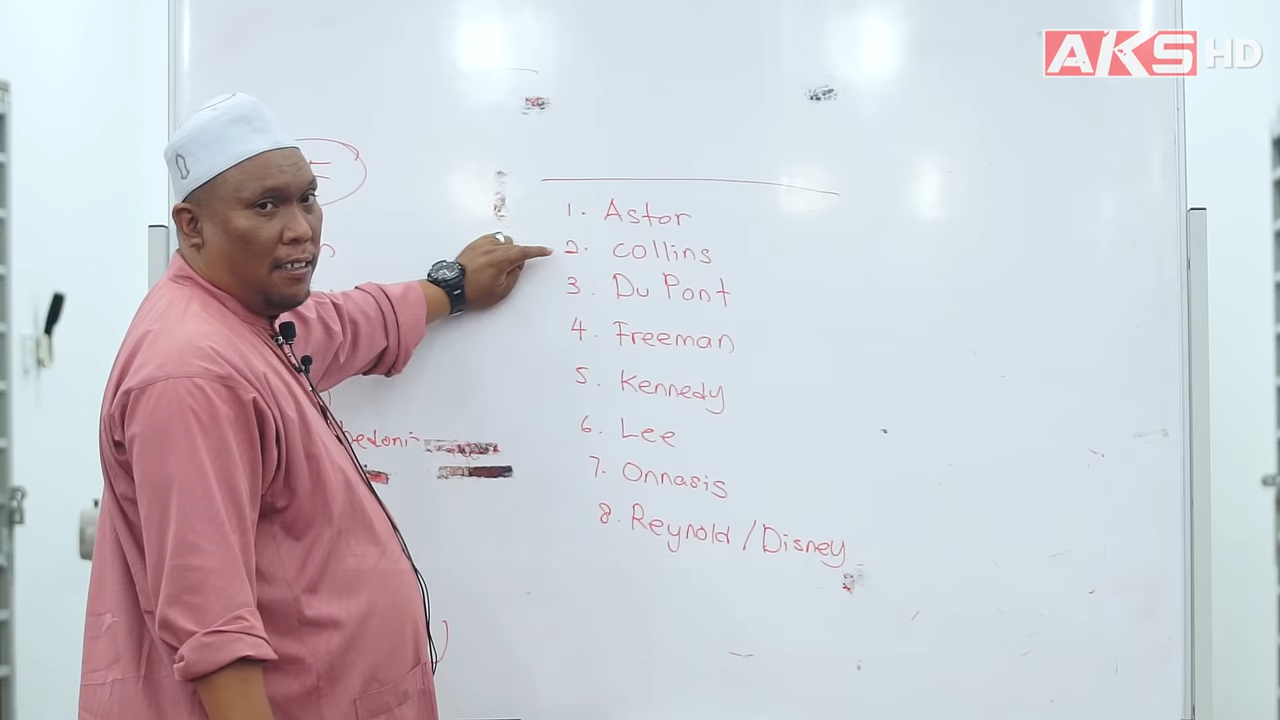 AKS HD
1. Astor
2. Collins
3. Du Pont
4. Freeman
5. Kennedy
6. Lee
7. Onnasis
8. Reynold / Disney